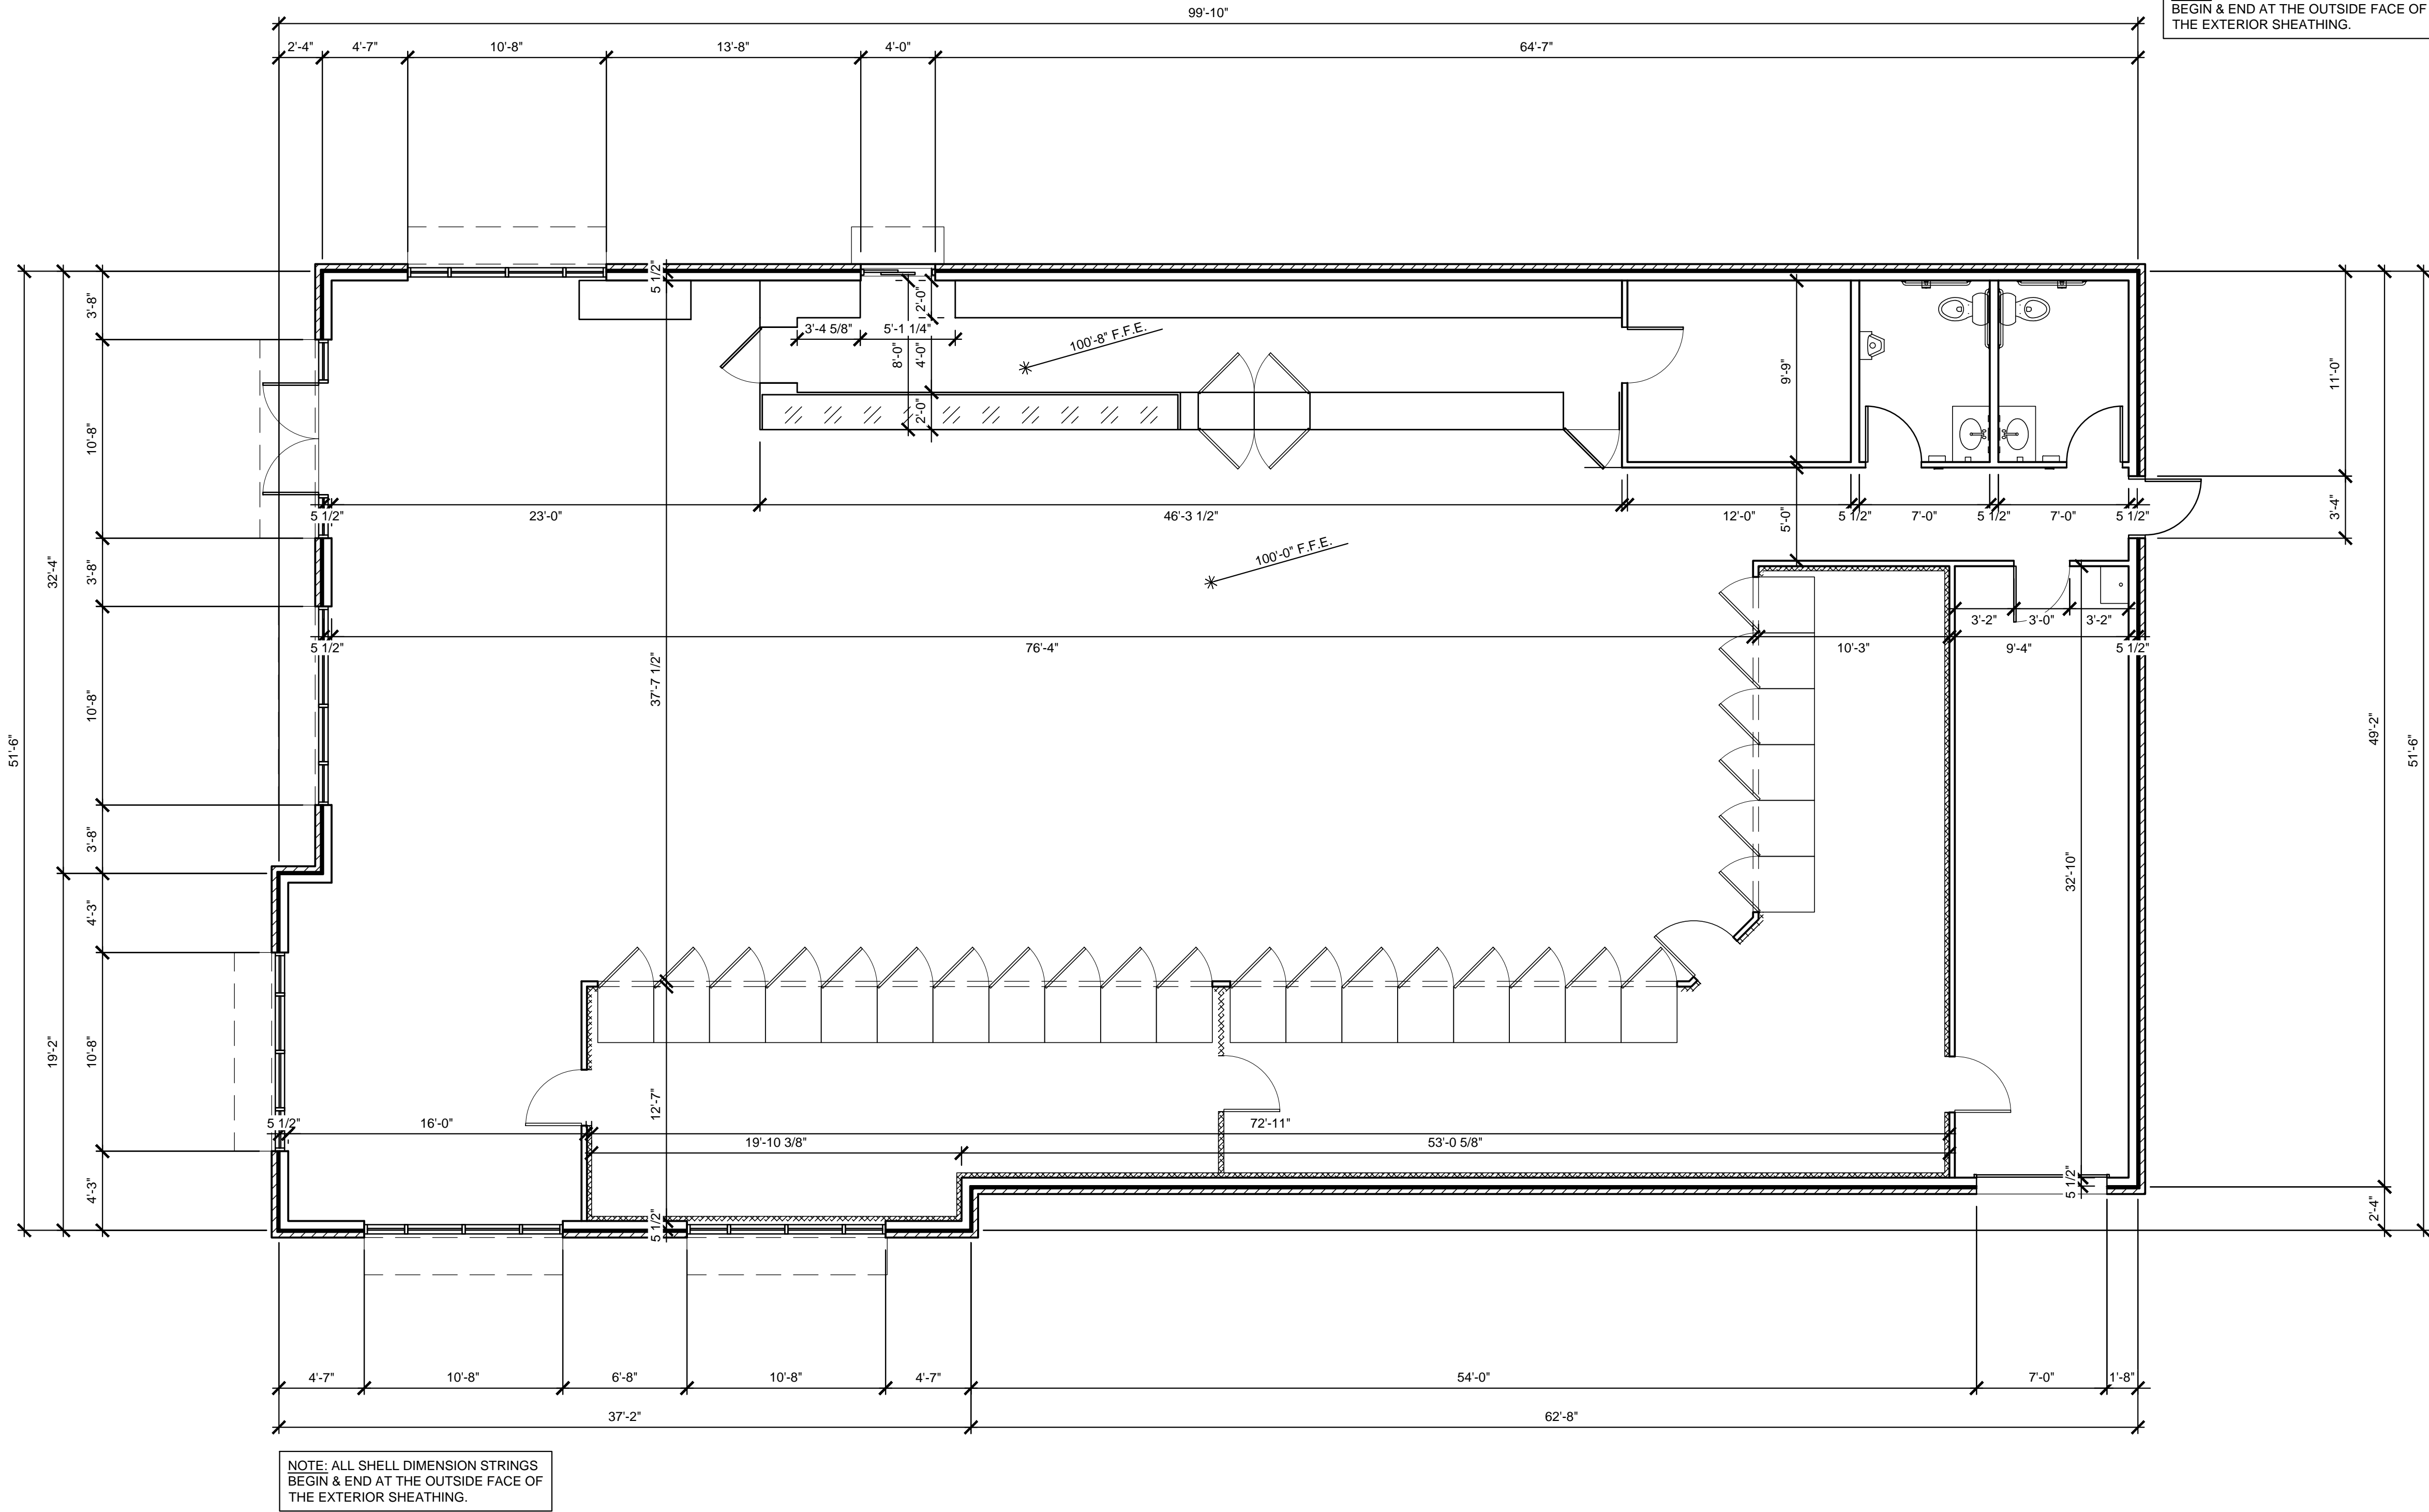 99'-10"
BEGIN & END AT THE OUTSIDE FACE OF
THE EXTERIOR SHEATHING.
2'-4" 4'-7" 10'-8" 13'-8" 4'-0" 64'-7"
5 1/2"
2'-0"
3'-8"
3'-4 5/8" 5'-1 1/4"
100'-8" F.F.E.
8'-0"
4'-0"
9'-9"
11'-0"
2'-0"
10'-8"
5 1/2" 23'-0" 46'-3 1/2" 12'-0" 5 1/2" 7'-0" 5 1/2" 7'-0" 5 1/2"
3'-4"
5'-0"
100'-0" F.F.E.
32'-4"
3'-8"
3'-2" 3'-0" 3'-2"
5 1/2" 76'-4" 10'-3" 9'-4" 5 1/2"
37'-7 1/2"
10'-8"
51'-6"
49'-2"
51'-6"
3'-8"
32'-10"
4'-3"
19'-2"
10'-8"
12'-7"
5 1/2" 16'-0" 72'-11"
19'-10 3/8" 53'-0 5/8"
4'-3"
5 1/2"
5 1/2"
2'-4"
4'-7" 10'-8" 6'-8" 10'-8" 4'-7" 54'-0" 7'-0" 1'-8"
37'-2" 62'-8"
NOTE: ALL SHELL DIMENSION STRINGS
BEGIN & END AT THE OUTSIDE FACE OF
THE EXTERIOR SHEATHING.